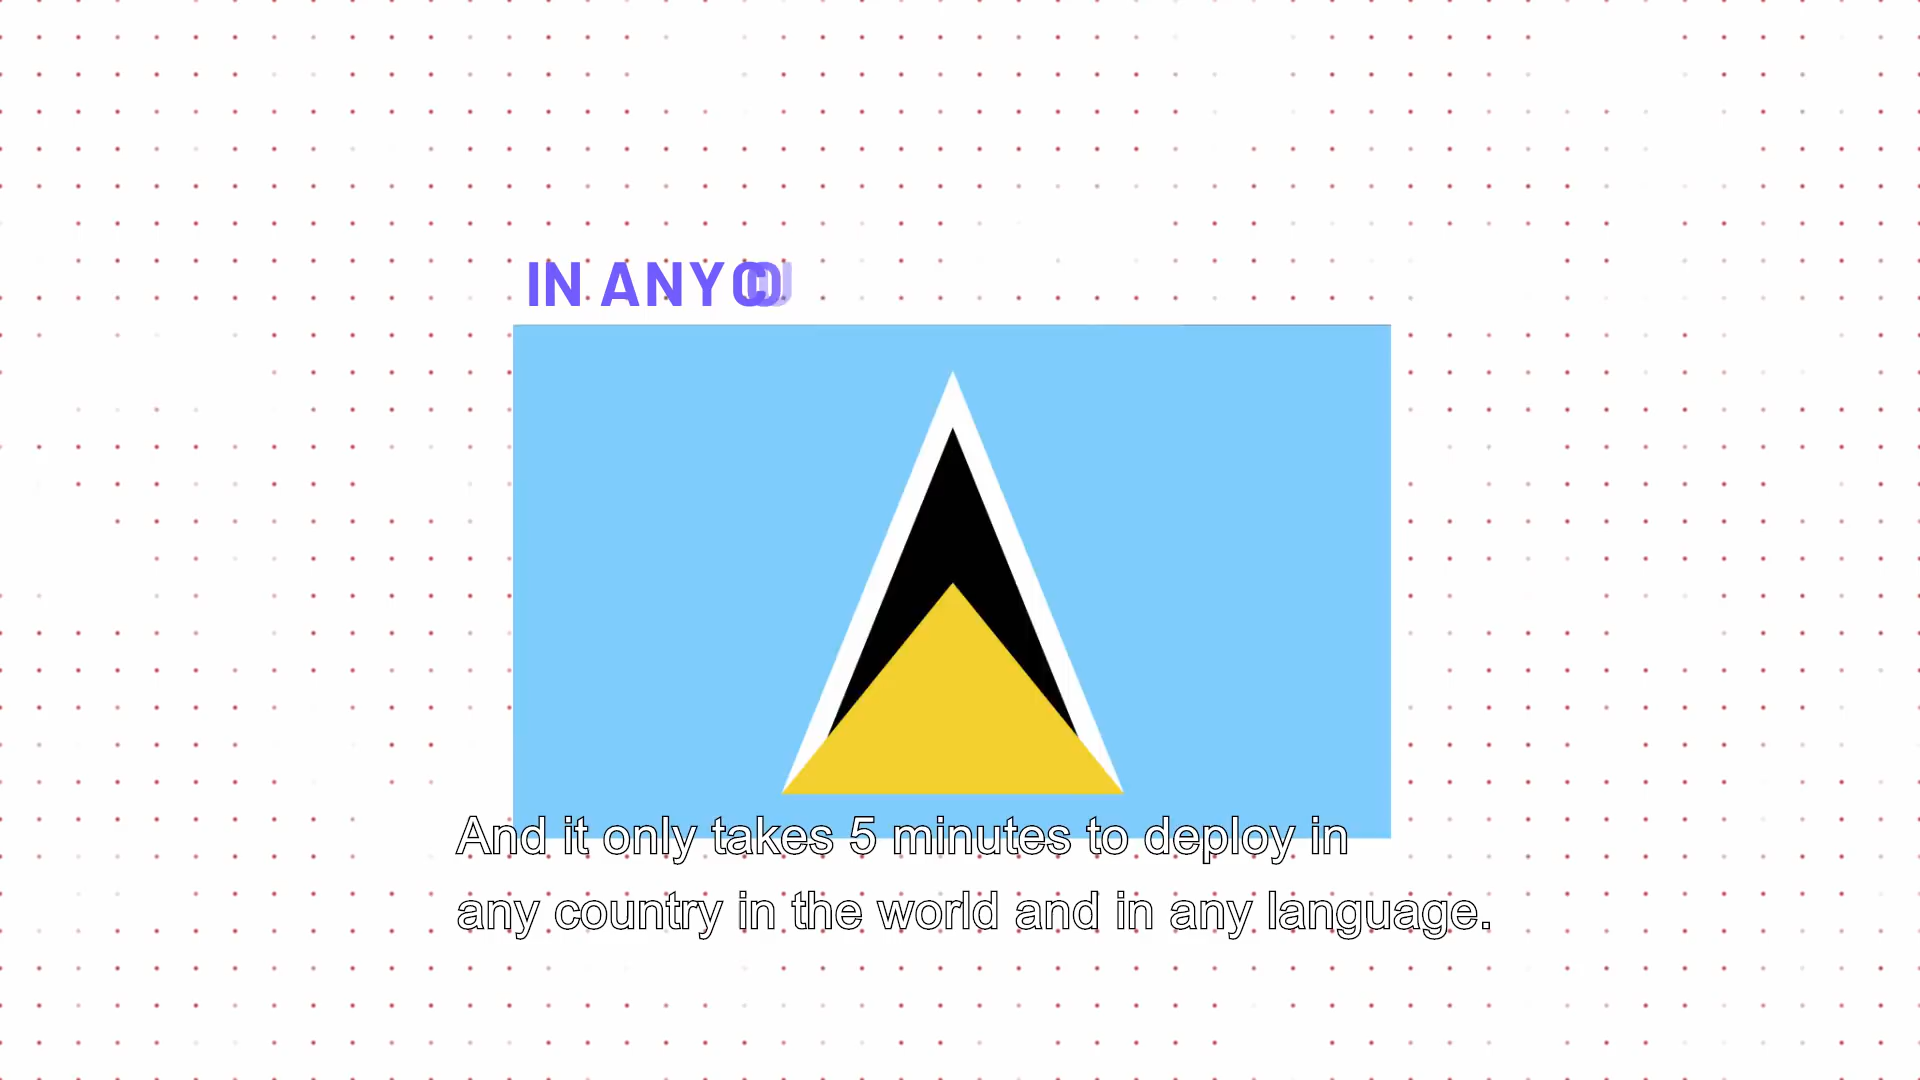 IN ANY
And it only takes 5 minutes to deploy in
any country in the world and in any language.